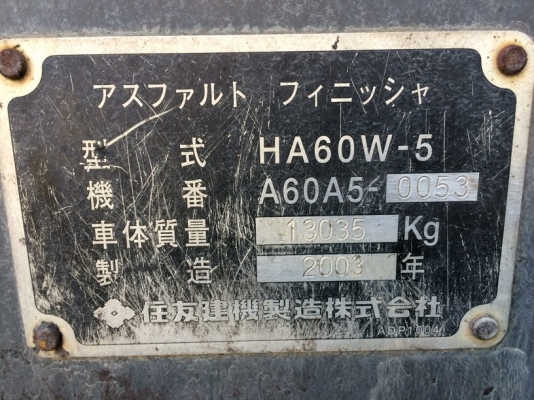 アスファルト フィニッシャ
型式 HA60W-5
機番 A60A5-0053
車体質量 13035 Kg
製造 2003 年
住友建機製造株式会社
ADP1004